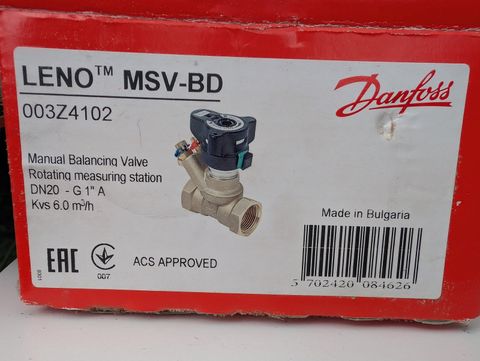 LENO™ MSV-BD
003Z4102
Danfoss
Manual Balancing Valve
Rotating measuring station
DN20 - G 1" A
Kvs 6.0 m³/h
Made in Bulgaria
EAC
007
ACS APPROVED
5 702420 084626